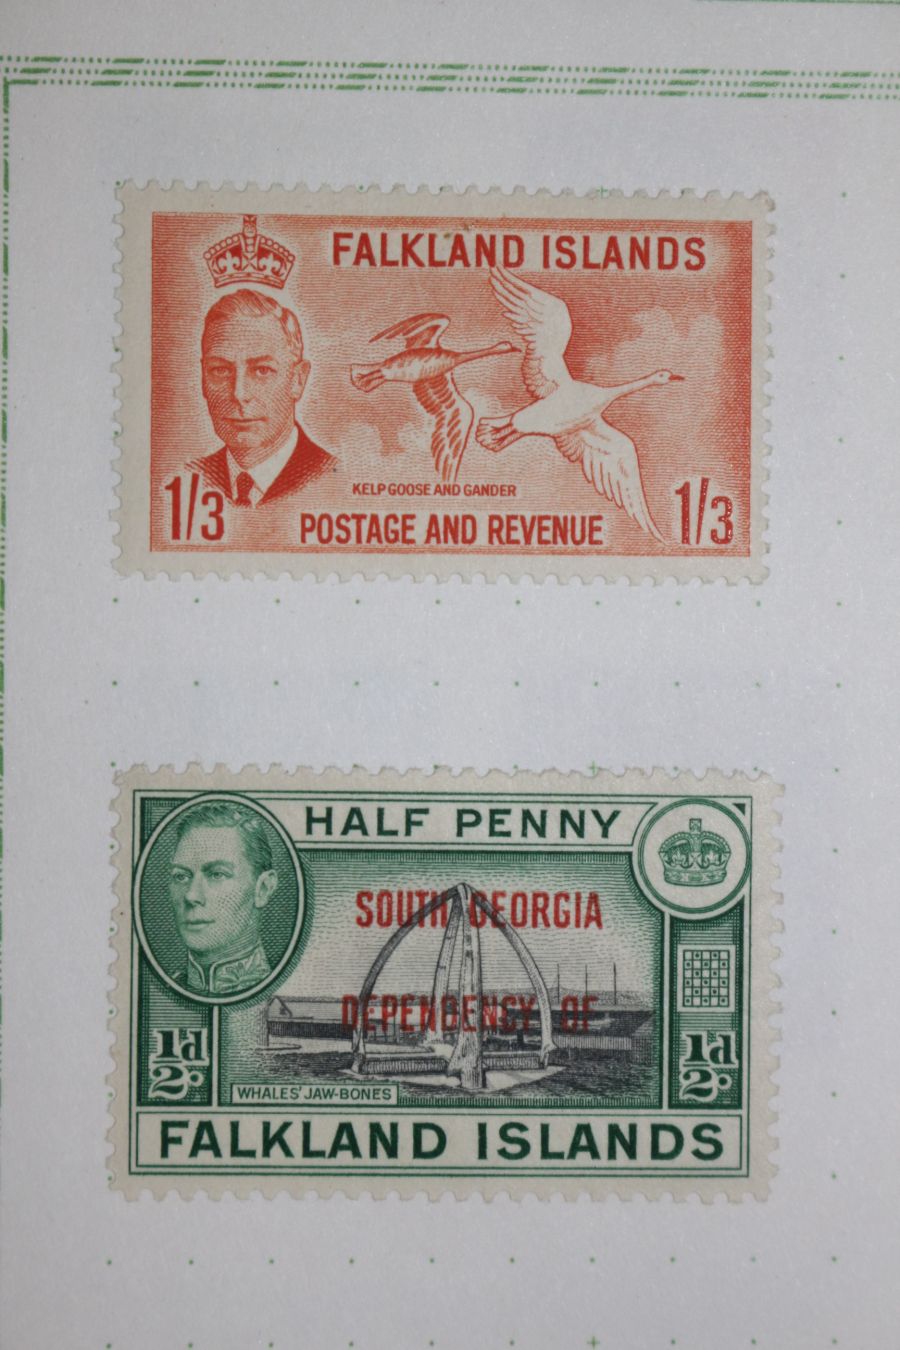 FALKLAND ISLANDS
KELP GOOSE AND GANDER
1/3 POSTAGE AND REVENUE 1/3
HALF PENNY
SOUTH GEORGIA
DEPENDENCY OF
½d ½d
WHALES' JAW-BONES
FALKLAND ISLANDS